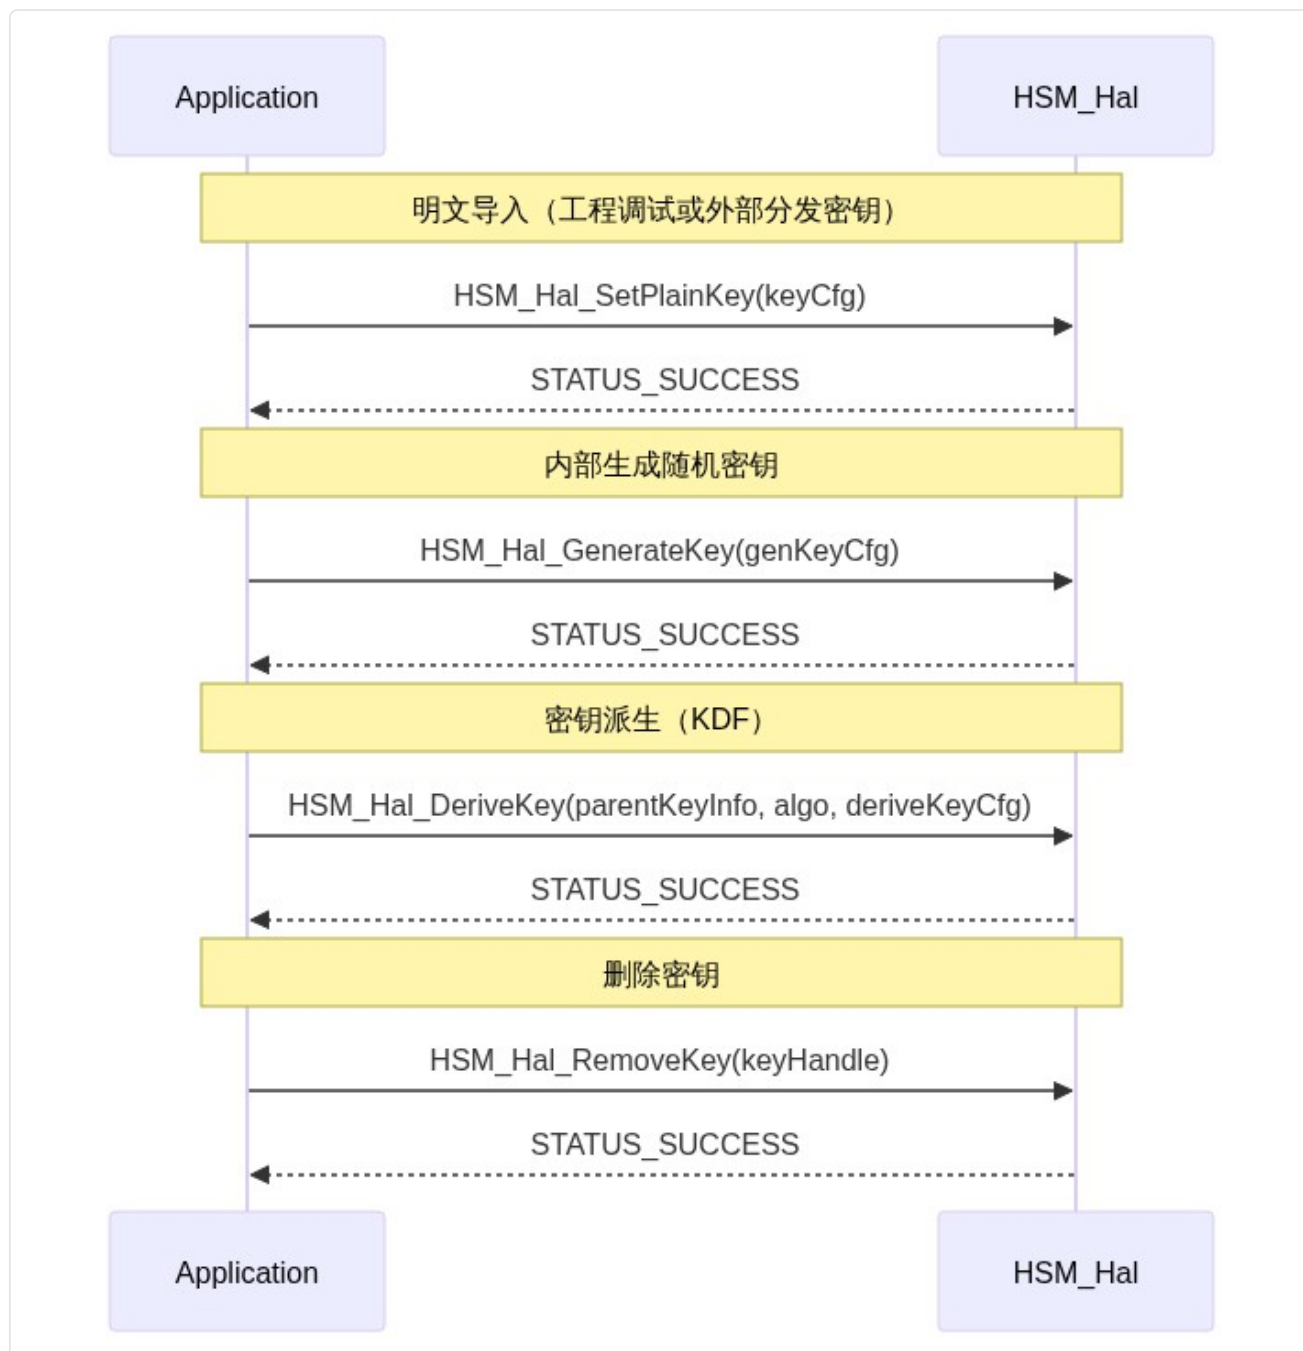 Application HSM_Hal
明文导入（工程调试或外部分发密钥）
HSM_Hal_SetPlainKey(keyCfg)
STATUS_SUCCESS
内部生成随机密钥
HSM_Hal_GenerateKey(genKeyCfg)
STATUS_SUCCESS
密钥派生（KDF）
HSM_Hal_DeriveKey(parentKeyInfo, algo, deriveKeyCfg)
STATUS_SUCCESS
删除密钥
HSM_Hal_RemoveKey(keyHandle)
STATUS_SUCCESS
Application HSM_Hal